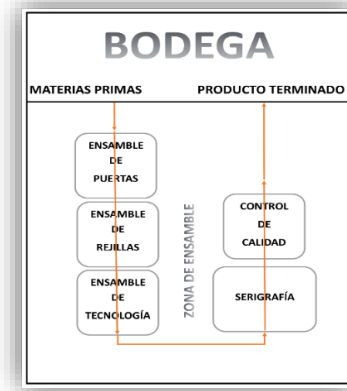 BODEGA
MATERIAS PRIMAS
PRODUCTO TERMINADO
ENSAMBLE
DE
PUERTAS
ENSAMBLE
DE
REJILLAS
ENSAMBLE
DE
TECNOLOGÍA
ZONA DE ENSAMBLE
CONTROL
DE
CALIDAD
SERIGRAFÍA